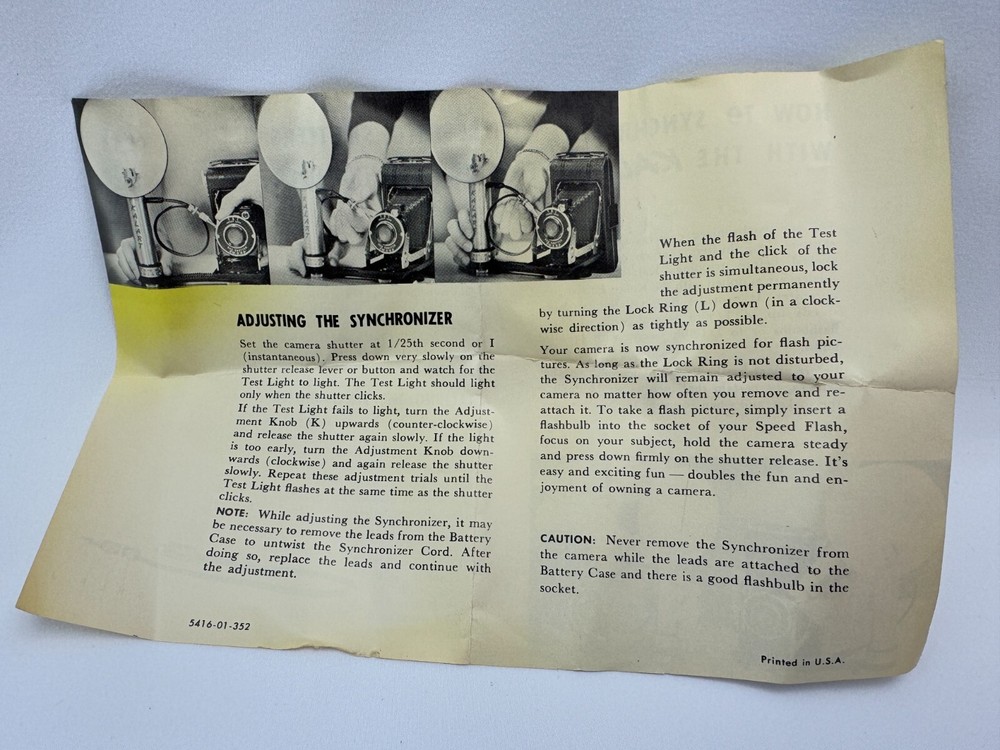 ADJUSTING THE SYNCHRONIZER
Set the camera shutter at 1/25th second or I
(instantaneous). Press down very slowly on the
shutter release lever or button and watch for the
Test Light to light. The Test Light should light
only when the shutter clicks.
If the Test Light fails to light, turn the Adjust-
ment Knob (K) upwards (counter-clockwise)
and release the shutter again slowly. If the light
is too early, turn the Adjustment Knob down-
wards (clockwise) and again release the shutter
slowly. Repeat these adjustment trials until the
Test Light flashes at the same time as the shutter
clicks.
NOTE: While adjusting the Synchronizer, it may
be necessary to remove the leads from the Battery
Case to untwist the Synchronizer Cord. After
doing so, replace the leads and continue with
the adjustment.
5416-01-352
When the flash of the Test
Light and the click of the
shutter is simultaneous, lock
the adjustment permanently
by turning the Lock Ring (L) down (in a clock-
wise direction) as tightly as possible.
Your camera is now synchronized for flash pic-
tures. As long as the Lock Ring is not disturbed,
the Synchronizer will remain adjusted to your
camera no matter how often you remove and re-
attach it. To take a flash picture, simply insert a
flashbulb into the socket of your Speed Flash,
focus on your subject, hold the camera steady
and press down firmly on the shutter release. It's
easy and exciting fun — doubles the fun and en-
joyment of owning a camera.
CAUTION: Never remove the Synchronizer from
the camera while the leads are attached to the
Battery Case and there is a good flashbulb in the
socket.
Printed in U.S.A.